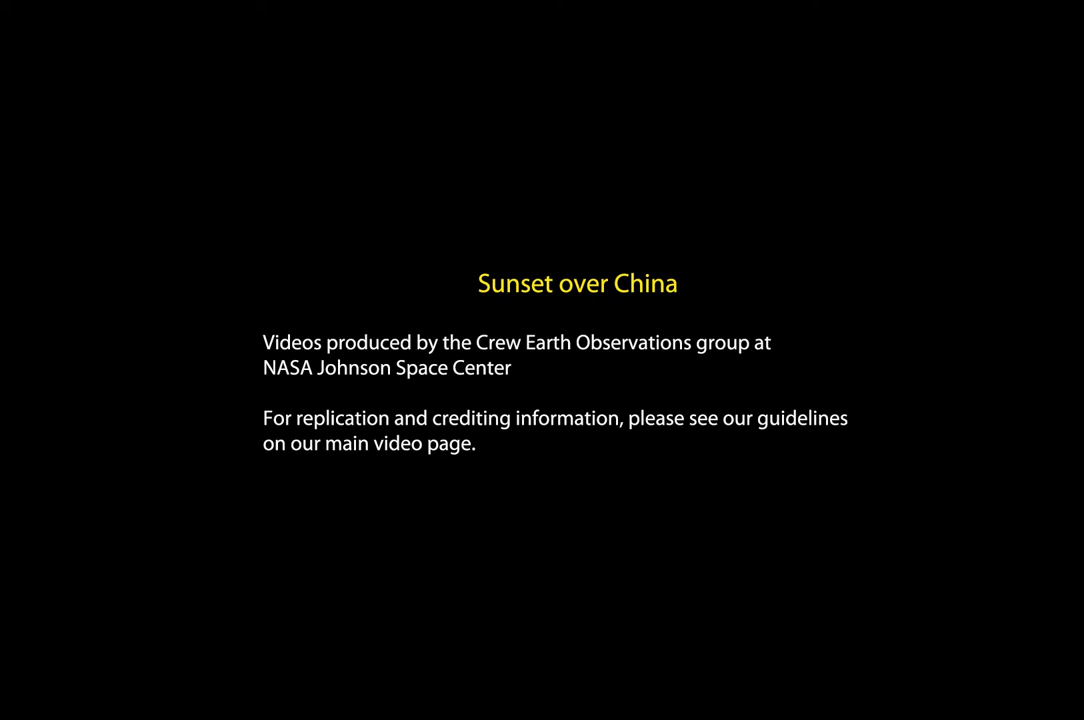 Sunset over China
Videos produced by the Crew Earth Observations group at
NASA Johnson Space Center
For replication and crediting information, please see our guidelines
on our main video page.